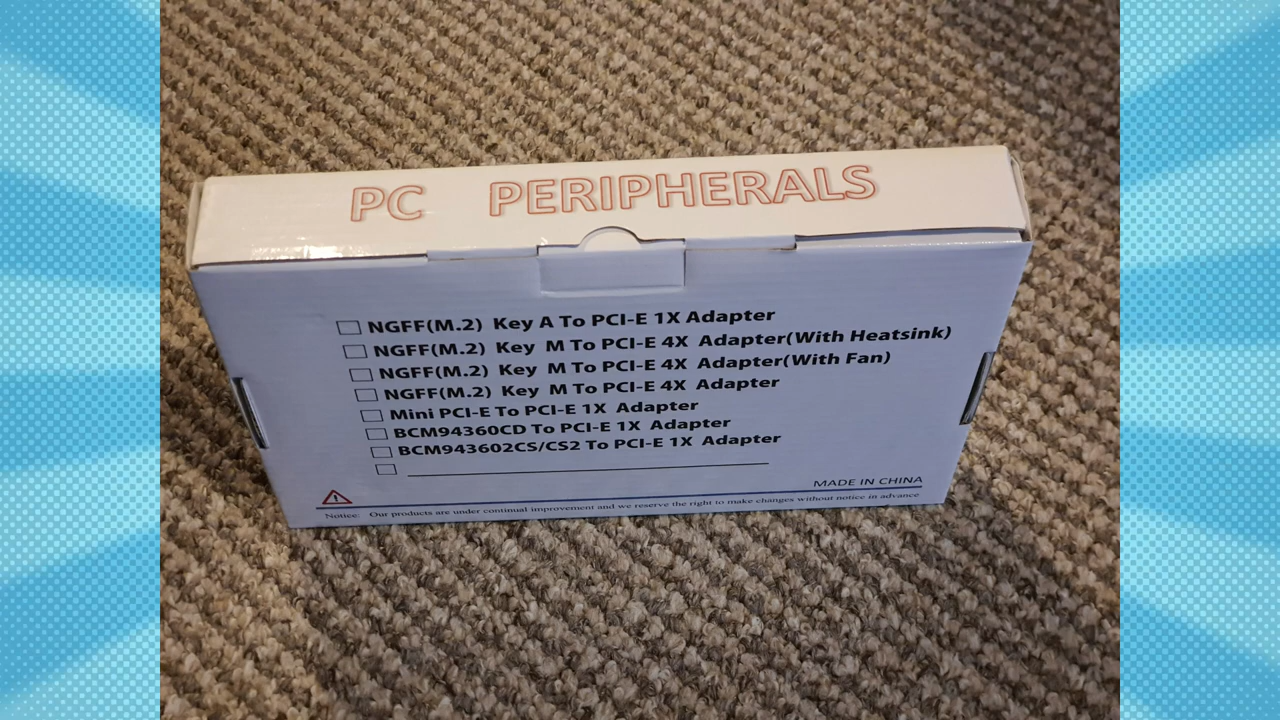 PC PERIPHERALS
NGFF(M.2) Key A To PCI-E 1X Adapter
NGFF(M.2) Key M To PCI-E 4X Adapter(With Heatsink)
NGFF(M.2) Key M To PCI-E 4X Adapter(With Fan)
NGFF(M.2) Key M To PCI-E 4X Adapter
Mini PCI-E To PCI-E 1X Adapter
BCM94360CD To PCI-E 1X Adapter
BCM943602CS/CS2 To PCI-E 1X Adapter
MADE IN CHINA
Notice: Our products are under continual improvement and we reserve the right to make changes without notice in advance